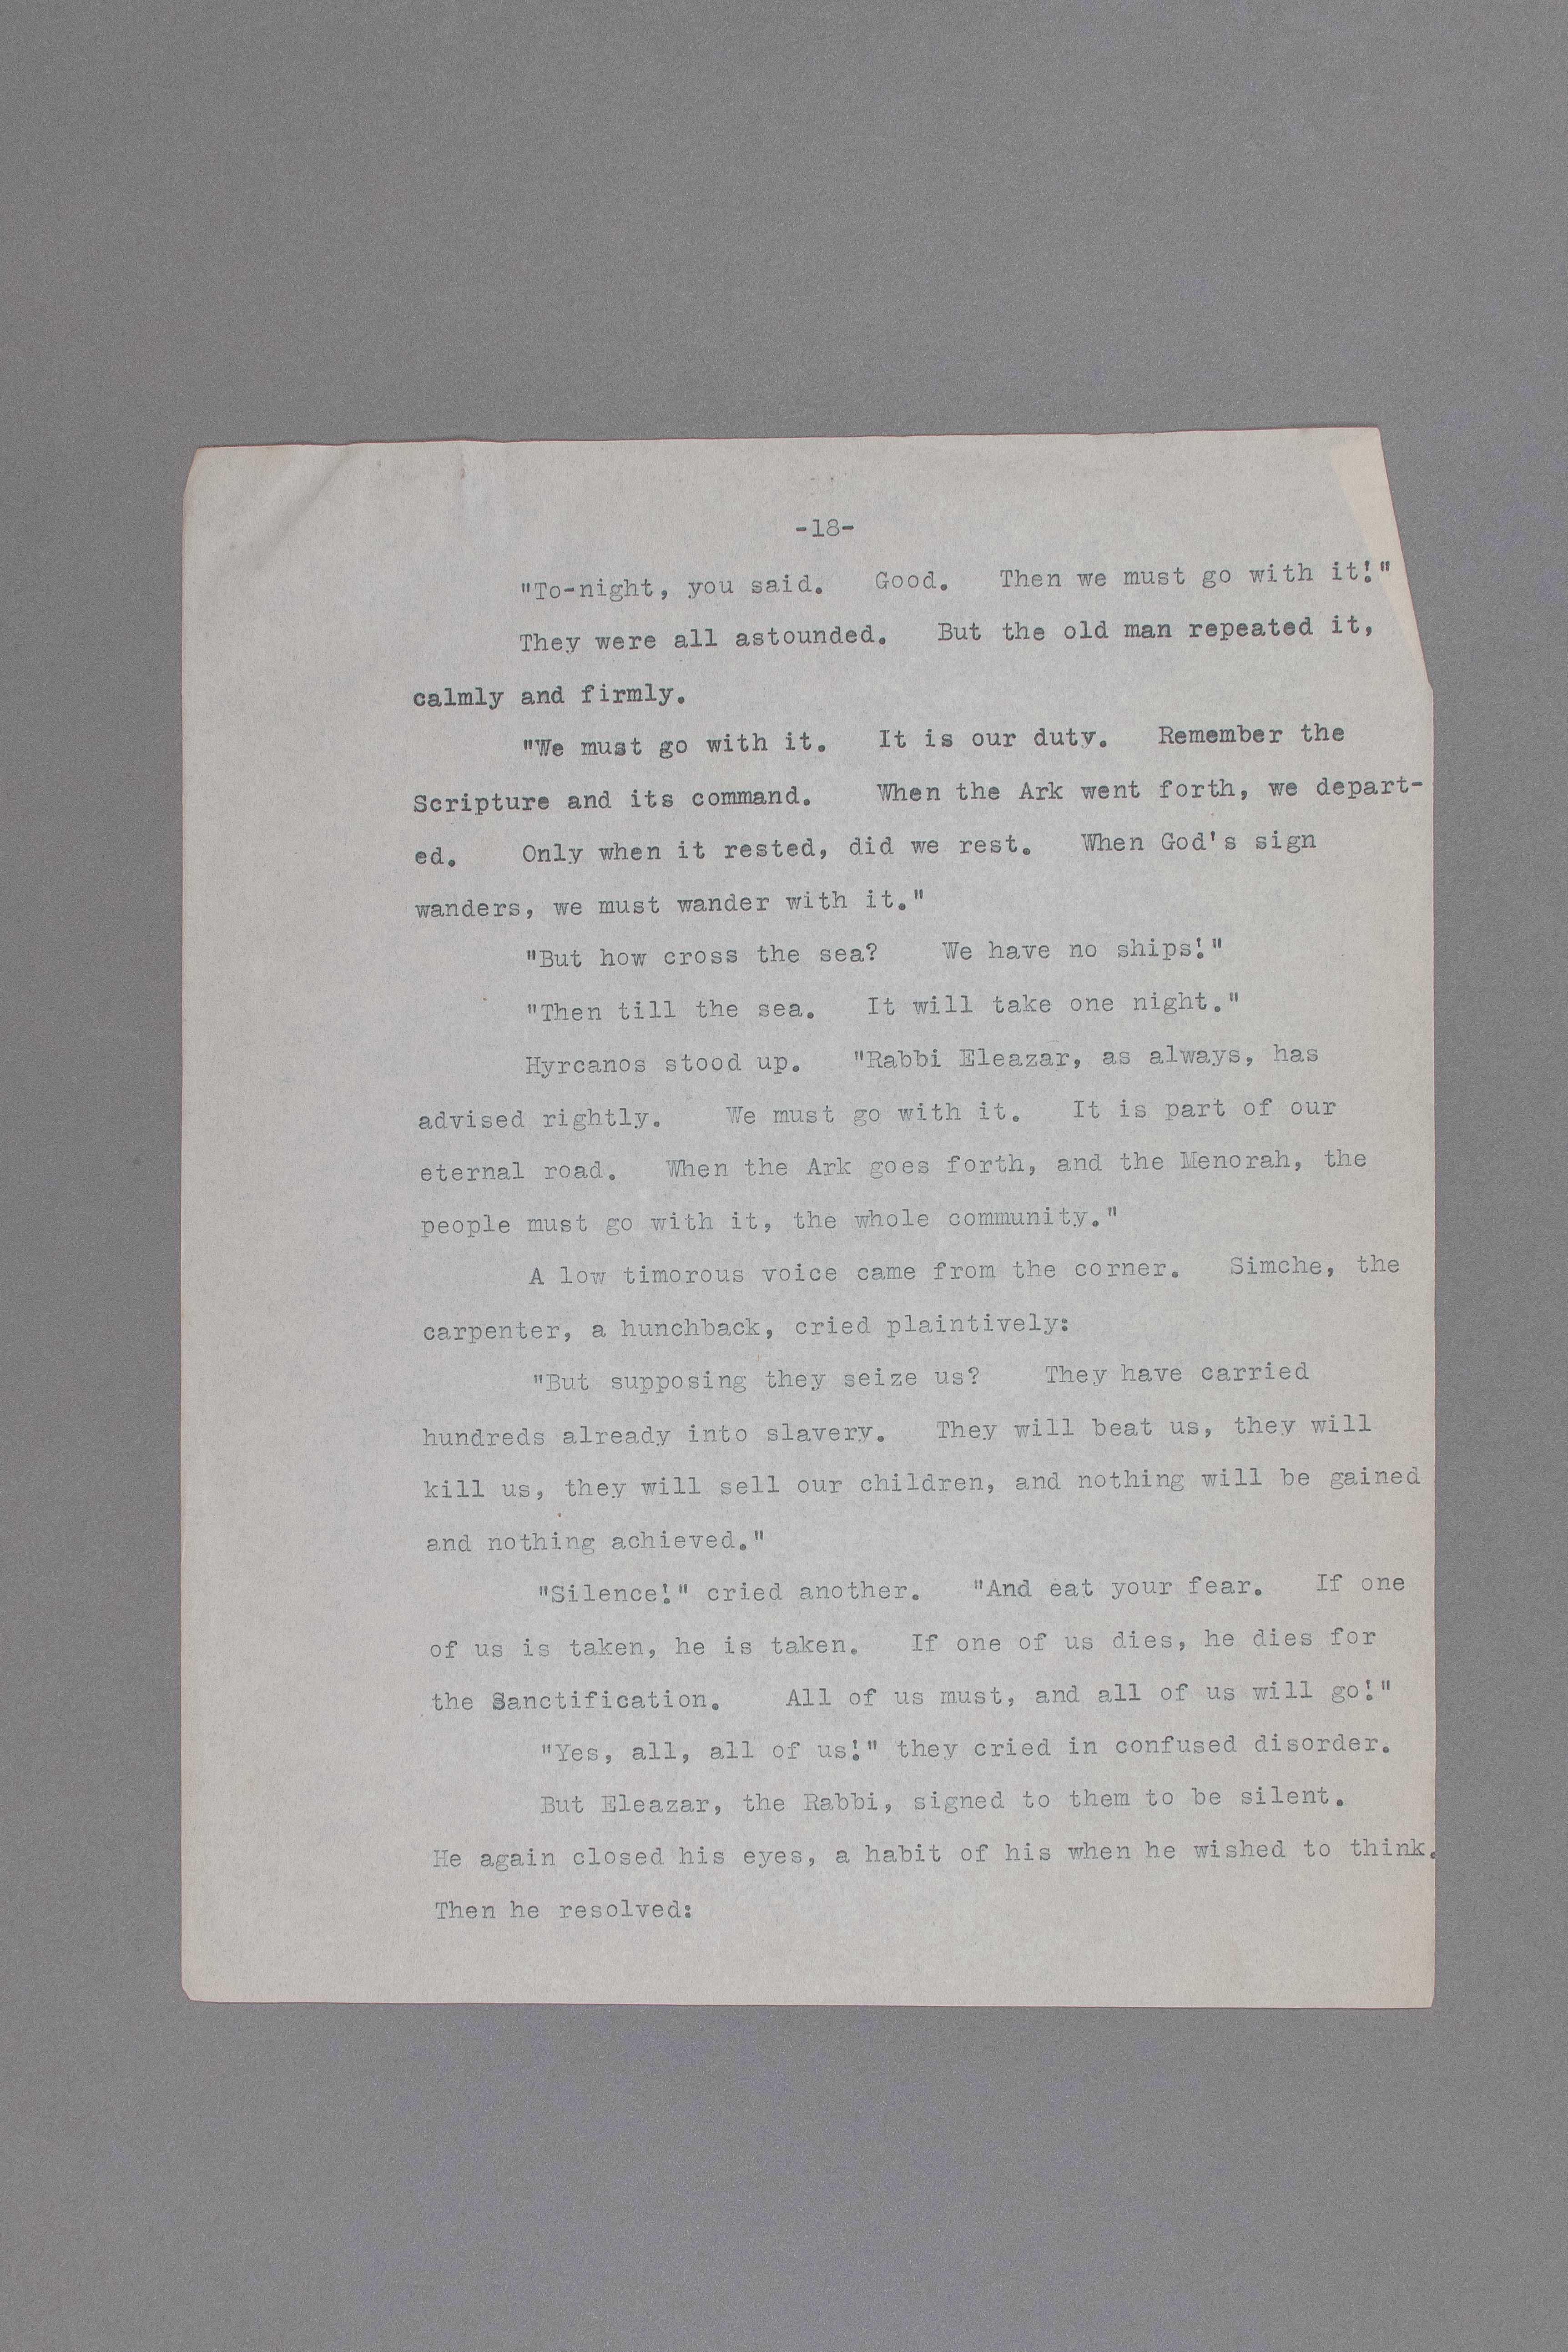 -18-
"To-night, you said. Good. Then we must go with it!"
They were all astounded. But the old man repeated it,
calmly and firmly.
"We must go with it. It is our duty. Remember the
Scripture and its command. When the Ark went forth, we depart-
ed. Only when it rested, did we rest. When God's sign
wanders, we must wander with it."
"But how cross the sea? We have no ships!"
"Then till the sea. It will take one night."
Hyrcanos stood up. "Rabbi Eleazar, as always, has
advised rightly. We must go with it. It is part of our
eternal road. When the Ark goes forth, and the Menorah, the
people must go with it, the whole community."
A low timorous voice came from the corner. Simche, the
carpenter, a hunchback, cried plaintively:
"But supposing they seize us? They have carried
hundreds already into slavery. They will beat us, they will
kill us, they will sell our children, and nothing will be gained
and nothing achieved."
"Silence!" cried another. "And eat your fear. If one
of us is taken, he is taken. If one of us dies, he dies for
the Sanctification. All of us must, and all of us will go!"
"Yes, all, all of us!" they cried in confused disorder.
But Eleazar, the Rabbi, signed to them to be silent.
He again closed his eyes, a habit of his when he wished to think.
Then he resolved: